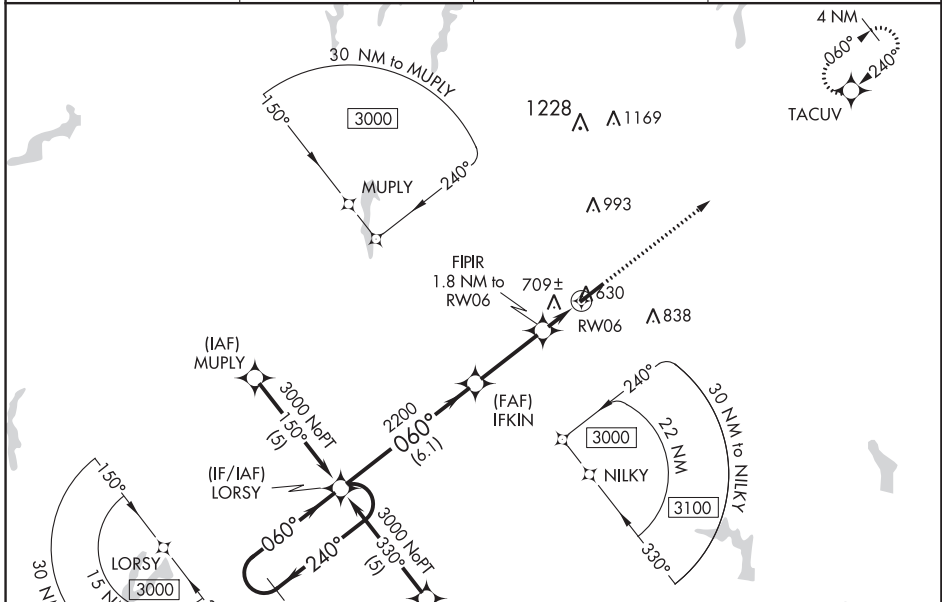 4 NM
060°
240°
TACUV
30 NM to MUPLY
150°
3000
240°
MUPLY
1228
1169
993
FIPIR
1.8 NM to
RW06
709±
630
RW06
838
(IAF)
MUPLY
3000 NoPT
150°
(5)
2200
060°
(6.1)
(FAF)
IFKIN
(IF/IAF)
LORSY
060°
240°
3000 NoPT
330°
(5)
240°
30 NM to NILKY
3000
22 NM
NILKY
3100
330°
150°
LORSY
3000
15 N
30 N